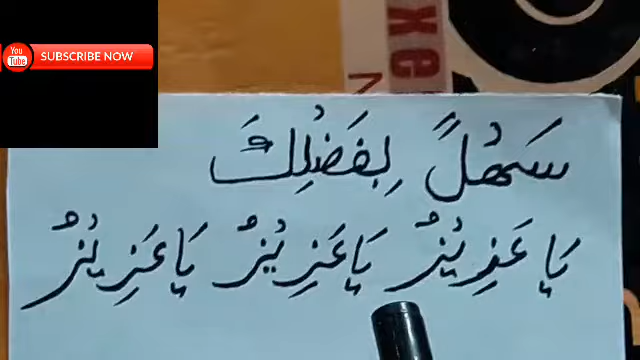 You
Tube
SUBSCRIBE NOW
سَهْلً بِفَضْلِكَ
يَا عَزِيْزُ يَا عَزِيْزُ يَا عَزِيْزُ